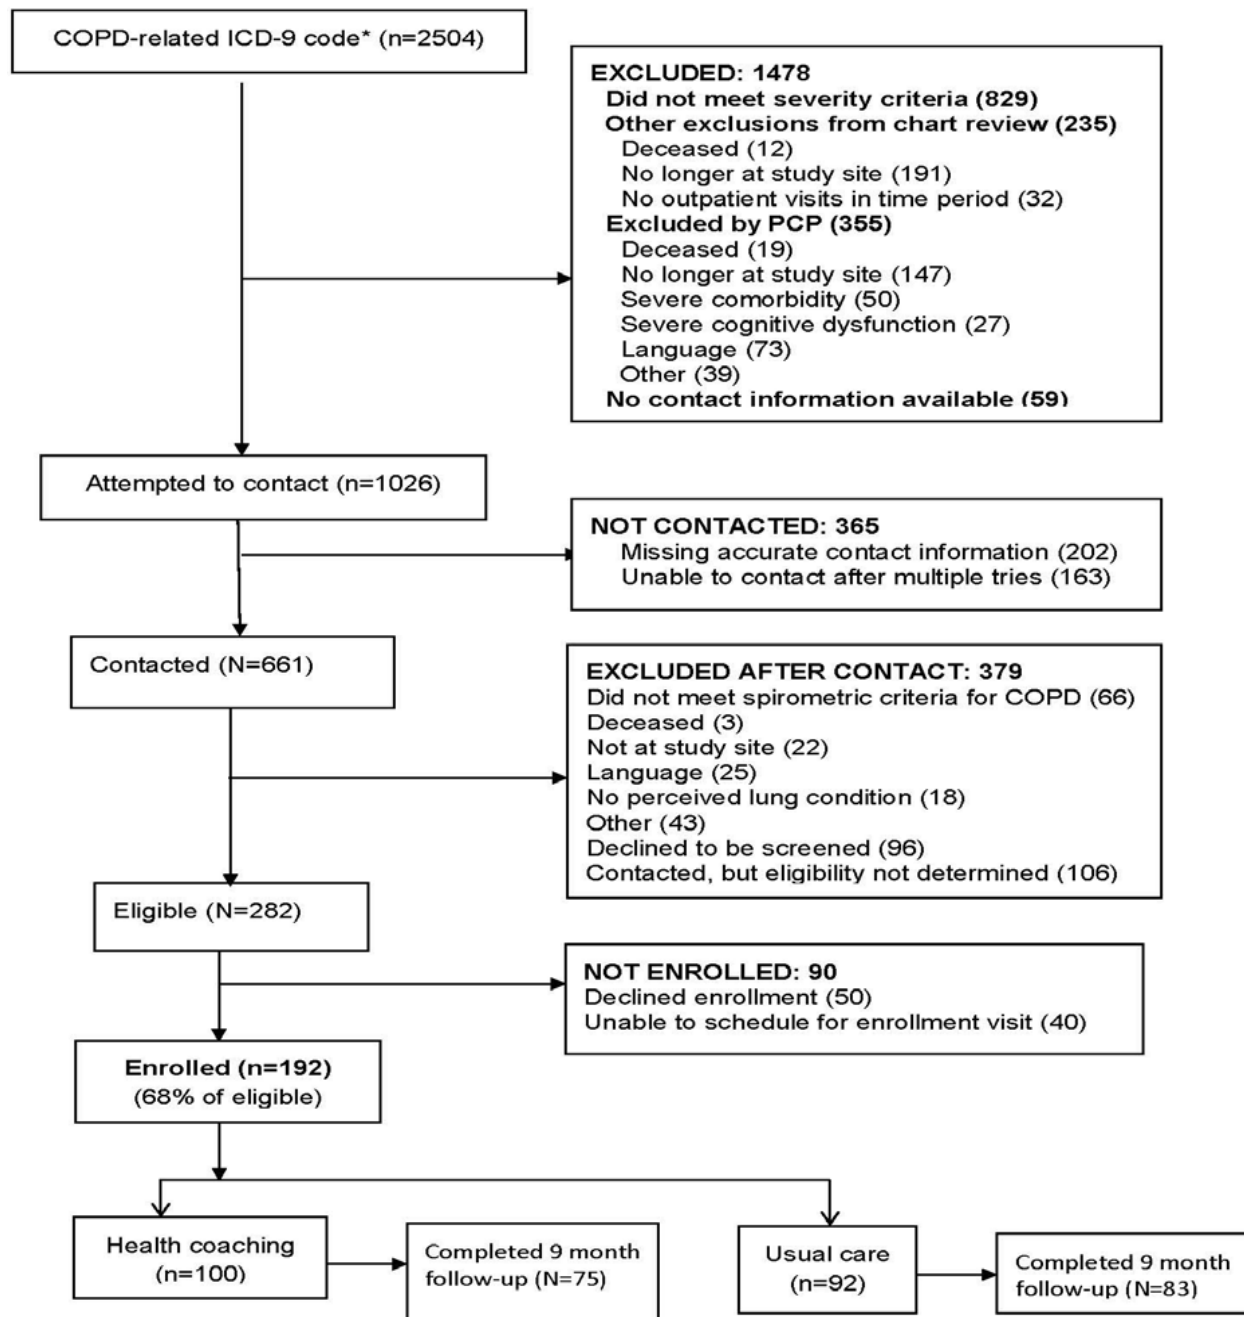 COPD-related ICD-9 code* (n=2504)
EXCLUDED: 1478
Did not meet severity criteria (829)
Other exclusions from chart review (235)
Deceased (12)
No longer at study site (191)
No outpatient visits in time period (32)
Excluded by PCP (355)
Deceased (19)
No longer at study site (147)
Severe comorbidity (50)
Severe cognitive dysfunction (27)
Language (73)
Other (39)
No contact information available (59)
Attempted to contact (n=1026)
NOT CONTACTED: 365
Missing accurate contact information (202)
Unable to contact after multiple tries (163)
Contacted (N=661)
EXCLUDED AFTER CONTACT: 379
Did not meet spirometric criteria for COPD (66)
Deceased (3)
Not at study site (22)
Language (25)
No perceived lung condition (18)
Other (43)
Declined to be screened (96)
Contacted, but eligibility not determined (106)
Eligible (N=282)
NOT ENROLLED: 90
Declined enrollment (50)
Unable to schedule for enrollment visit (40)
Enrolled (n=192)
(68% of eligible)
Health coaching
(n=100)
Completed 9 month
follow-up (N=75)
Usual care
(n=92)
Completed 9 month
follow-up (N=83)